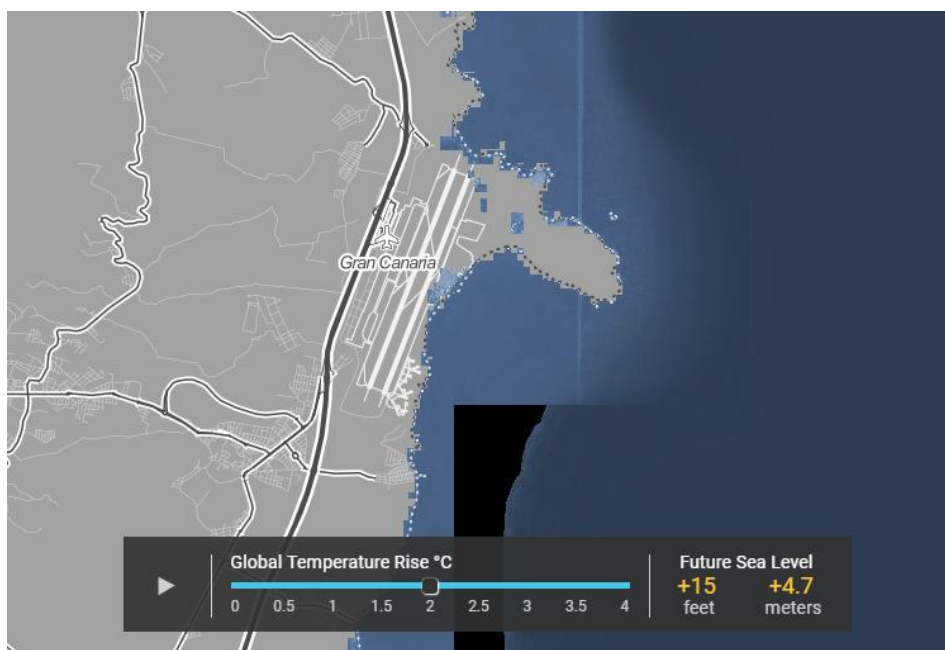 Gran Canaria
Global Temperature Rise °C
0 0.5 1 1.5 2 2.5 3 3.5 4
Future Sea Level
+15 +4.7
feet meters